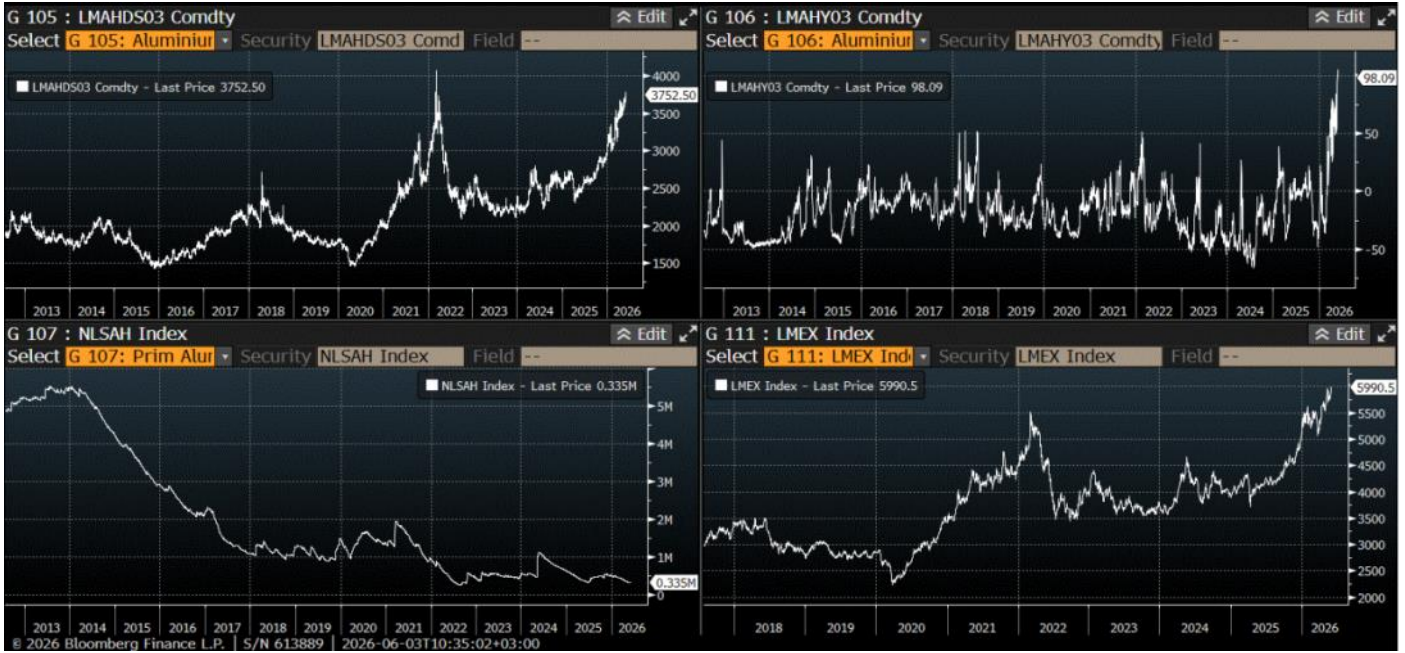 G 105 : LMAHDS03 Comdty
Edit
Select G 105: Aluminiur Security LMAHDS03 Comd Field --
LMAHDS03 Comdty - Last Price 3752.50
4000
3752.50
3500
3000
2500
2000
1500
2013 2014 2015 2016 2017 2018 2019 2020 2021 2022 2023 2024 2025 2026
G 106 : LMAHY03 Comdty
Edit
Select G 106: Aluminiur Security LMAHY03 Comdty Field --
LMAHY03 Comdty - Last Price 98.09
98.09
50
0
-50
2013 2014 2015 2016 2017 2018 2019 2020 2021 2022 2023 2024 2025 2026
G 107 : NLSAH Index
Edit
Select G 107: Prim Alur Security NLSAH Index Field --
NLSAH Index - Last Price 0.335M
5M
4M
3M
2M
1M
0.335M
0
2013 2014 2015 2016 2017 2018 2019 2020 2021 2022 2023 2024 2025 2026
G 111 : LMEX Index
Edit
Select G 111: LMEX Ind Security LMEX Index Field --
LMEX Index - Last Price 5990.5
5990.5
5500
5000
4500
4000
3500
3000
2500
2000
2018 2019 2020 2021 2022 2023 2024 2025 2026
© 2026 Bloomberg Finance L.P. | S/N 613889 | 2026-06-03T10:35:02+03:00